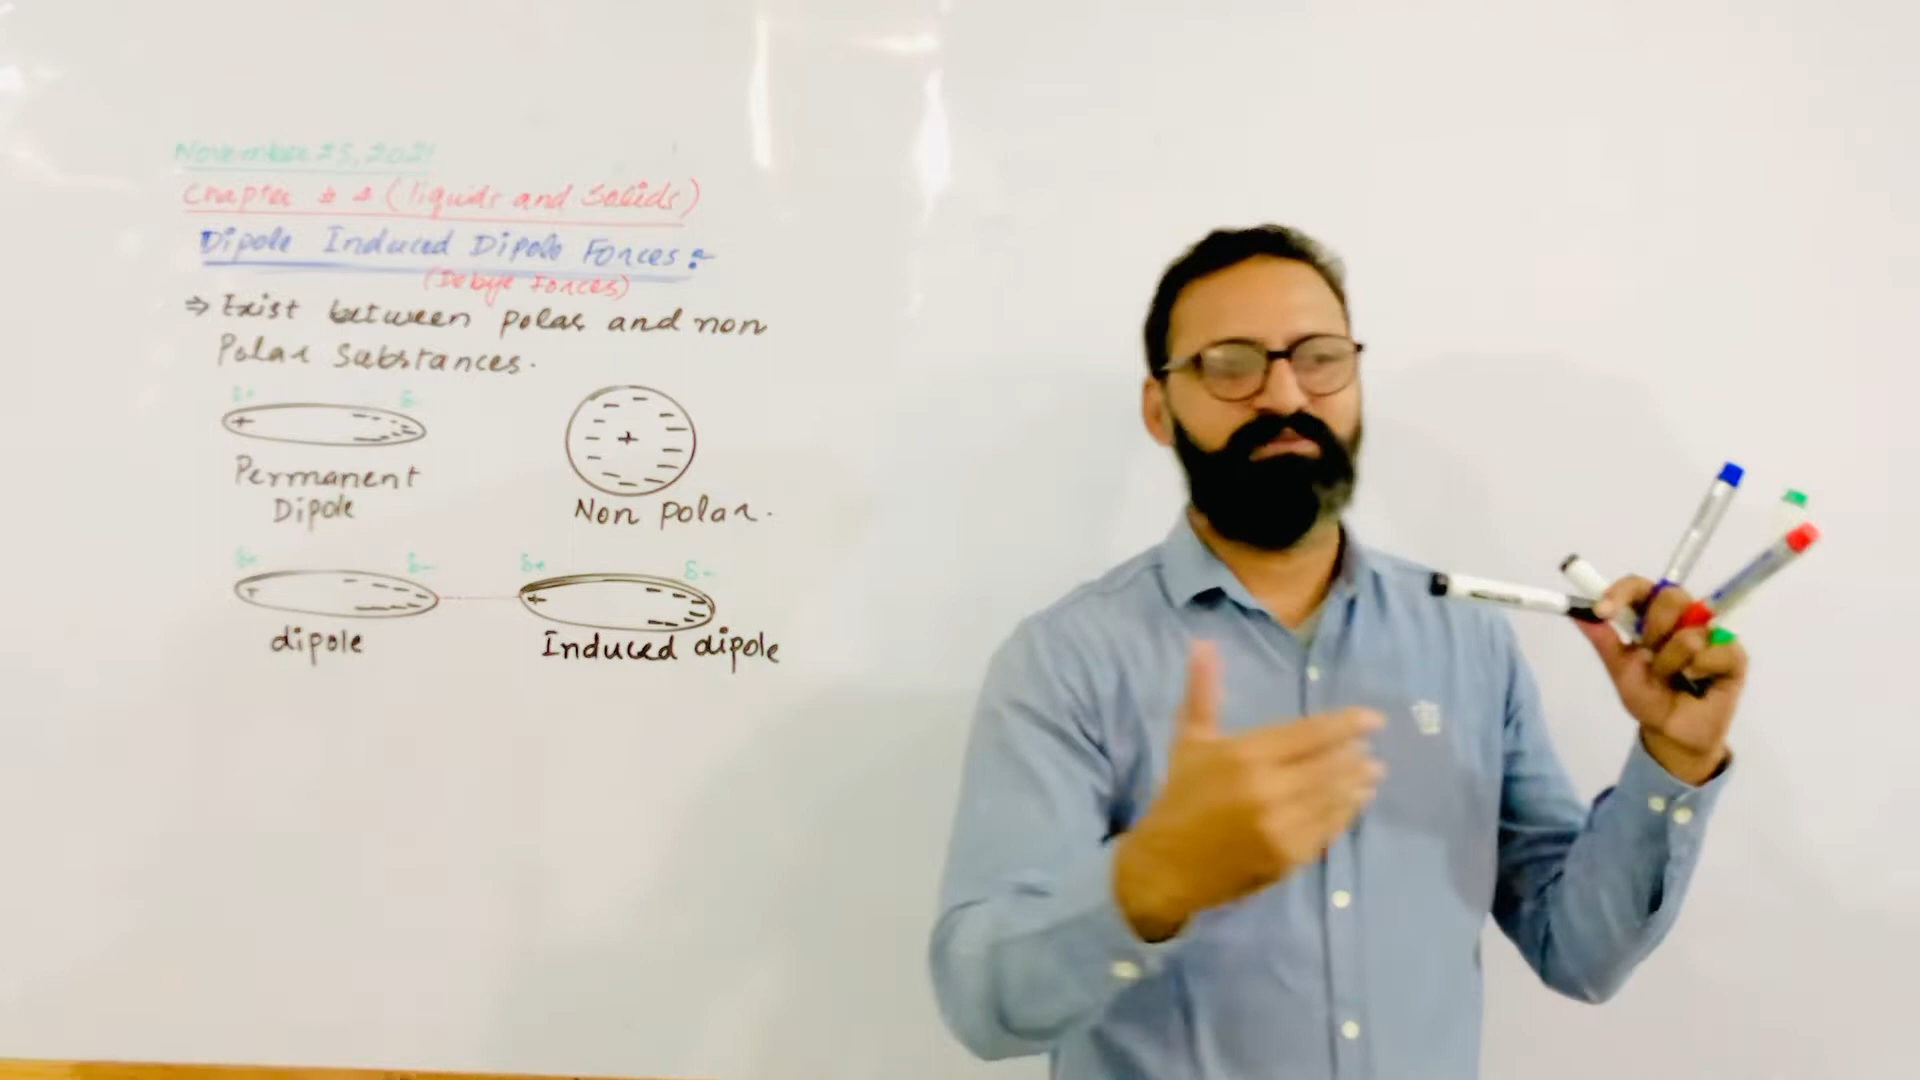 November 25, 2021
Chapter # 4 (liquids and Solids)
Dipole Induced Dipole Forces:-
(Debye Forces)
⇒ Exist between polar and non
Polar Substances.
δ+ δ-
+
+
Permanent
Dipole
Non polar.
δ+ δ- δ+ δ-
+ +
dipole
Induced dipole